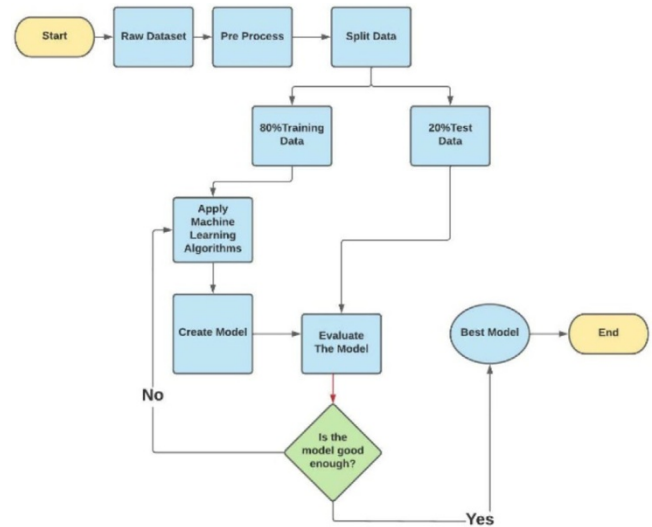 Start
Raw Dataset
Pre Process
Split Data
80%Training
Data
20%Test
Data
Apply
Machine
Learning
Algorithms
Create Model
Evaluate
The Model
Best Model
End
No
Is the
model good
enough?
Yes